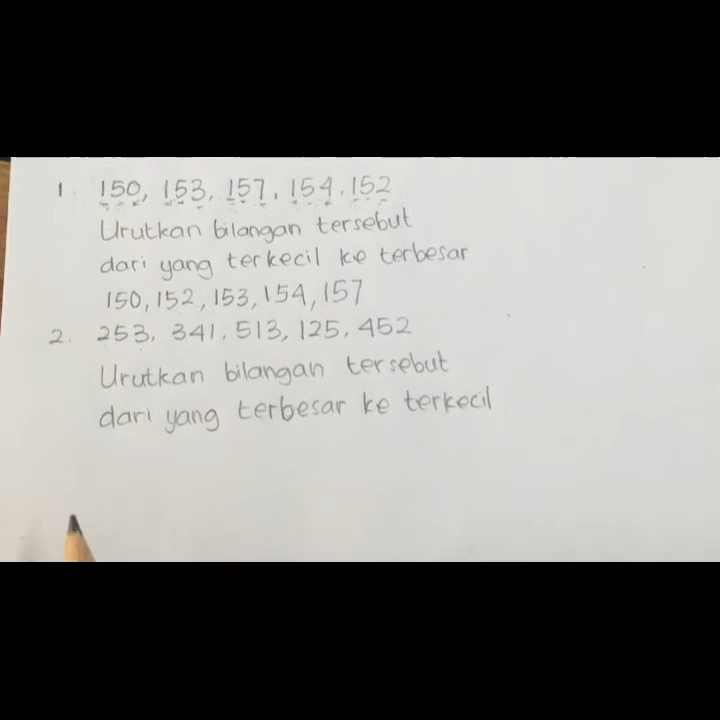 1. 150, 153, 157, 154, 152
Urutkan bilangan tersebut
dari yang terkecil ke terbesar
150, 152, 153, 154, 157
2. 253, 341, 513, 125, 452
Urutkan bilangan tersebut
dari yang terbesar ke terkecil